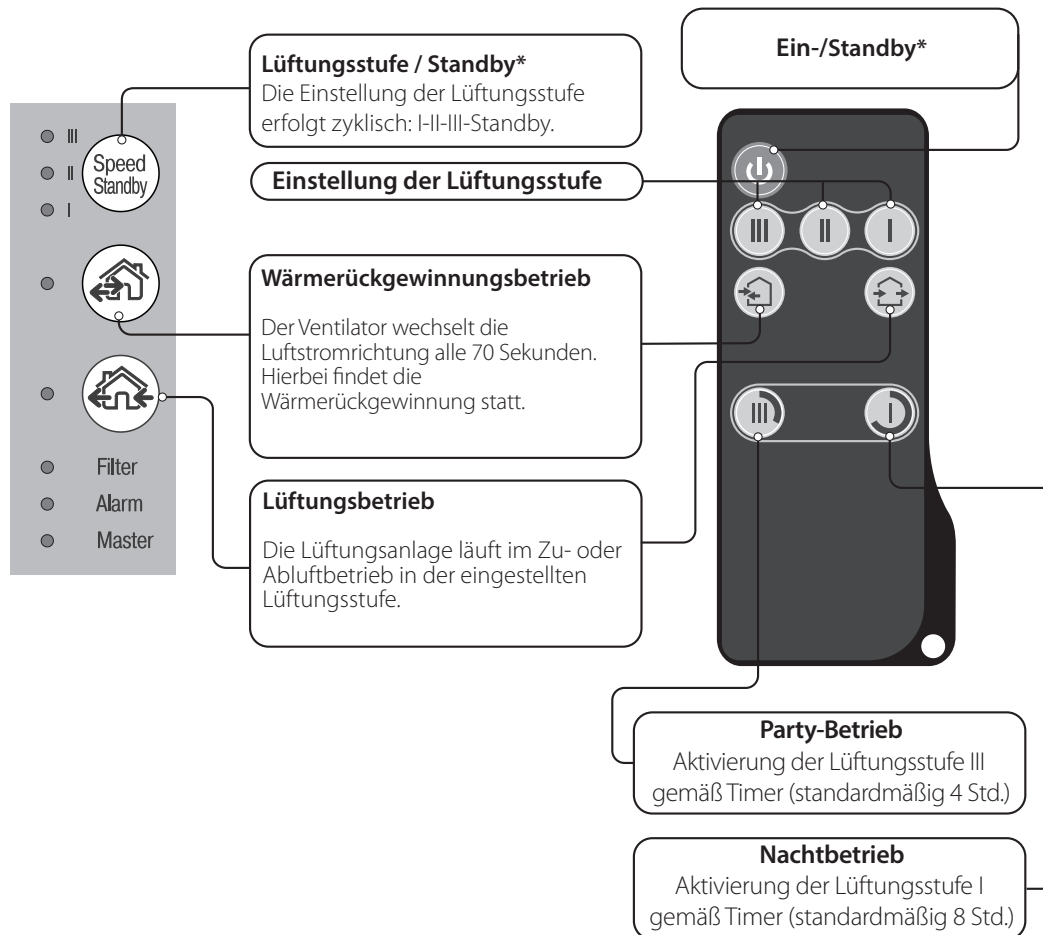 Lüftungsstufe / Standby*
Die Einstellung der Lüftungsstufe
erfolgt zyklisch: I-II-III-Standby.
Ein-/Standby*
III
II
I
Speed
Standby
Einstellung der Lüftungsstufe
III
II
I
Wärmerückgewinnungsbetrieb
Der Ventilator wechselt die
Luftstromrichtung alle 70 Sekunden.
Hierbei findet die
Wärmerückgewinnung statt.
III
I
Filter
Alarm
Master
Lüftungsbetrieb
Die Lüftungsanlage läuft im Zu- oder
Abluftbetrieb in der eingestellten
Lüftungsstufe.
Party-Betrieb
Aktivierung der Lüftungsstufe III
gemäß Timer (standardmäßig 4 Std.)
Nachtbetrieb
Aktivierung der Lüftungsstufe I
gemäß Timer (standardmäßig 8 Std.)